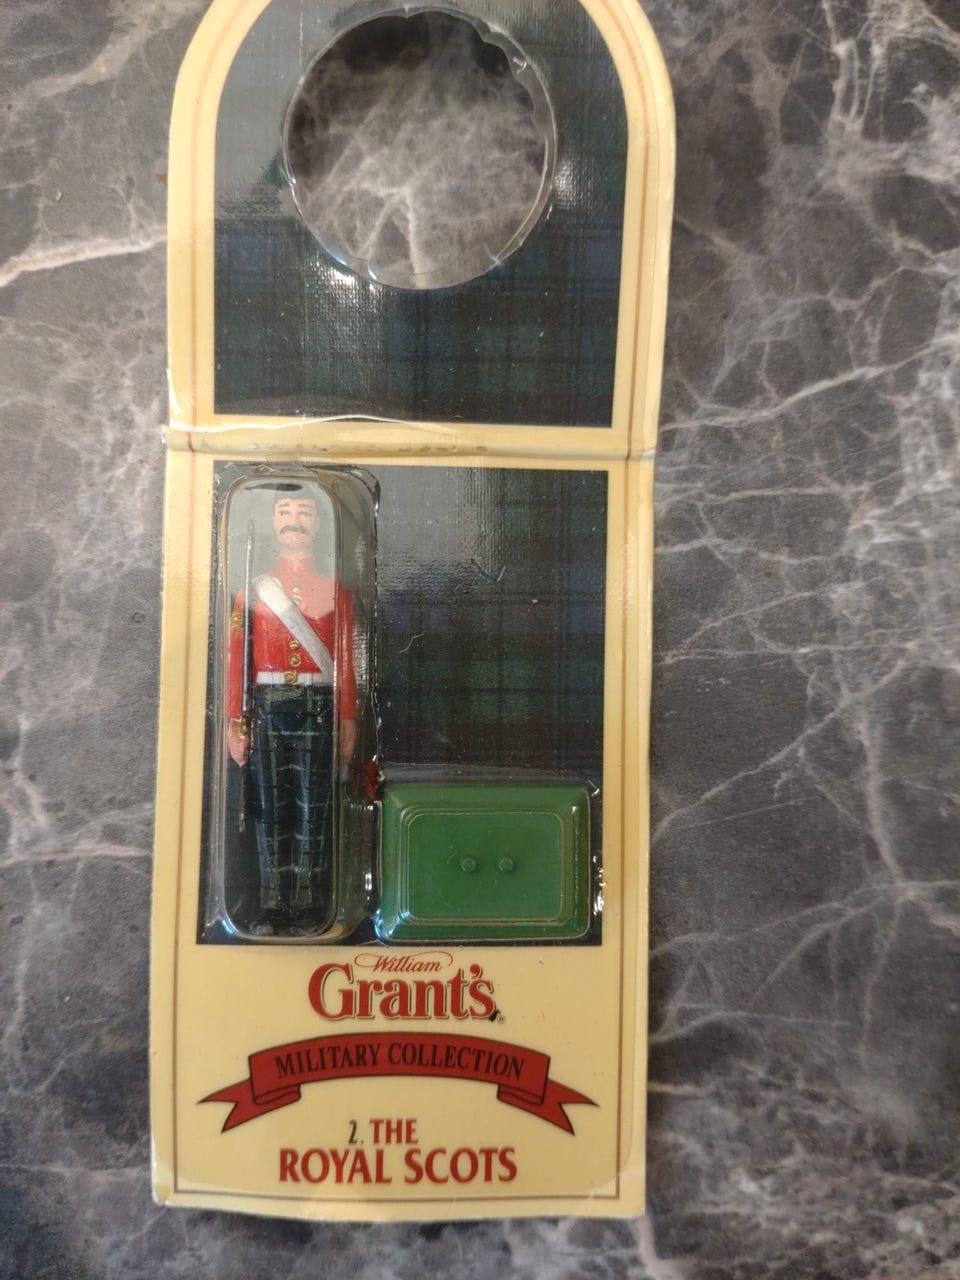 William
Grant's®
MILITARY COLLECTION
2. THE
ROYAL SCOTS